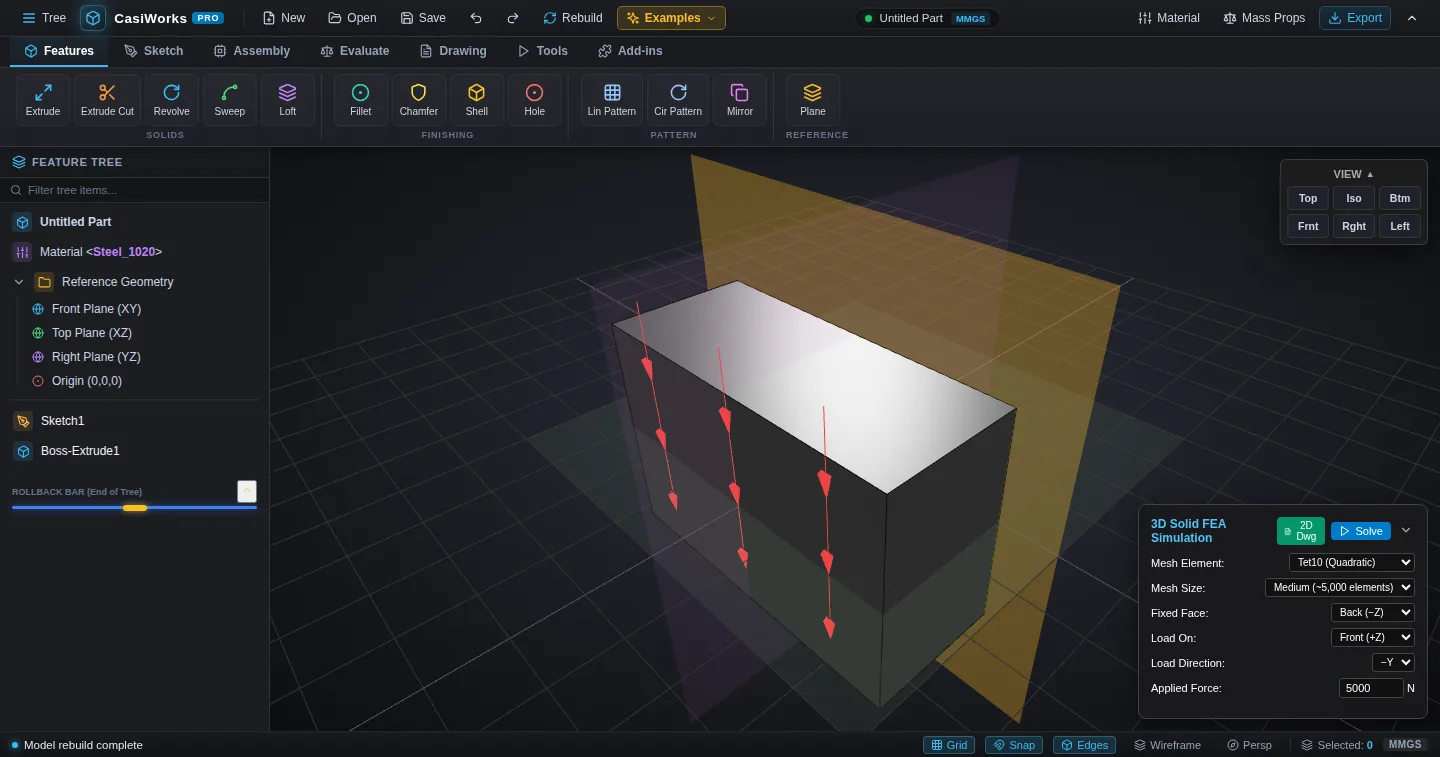 Tree
CasiWorks PRO
New
Open
Save
Rebuild
Examples
Untitled Part MMGS
Material
Mass Props
Export
Features
Sketch
Assembly
Evaluate
Drawing
Tools
Add-ins
Extrude
Extrude Cut
Revolve
Sweep
Loft
Fillet
Chamfer
Shell
Hole
Lin Pattern
Cir Pattern
Mirror
Plane
SOLIDS
FINISHING
PATTERN
REFERENCE
FEATURE TREE
Filter tree items...
Untitled Part
Material <Steel_1020>
Reference Geometry
Front Plane (XY)
Top Plane (XZ)
Right Plane (YZ)
Origin (0,0,0)
Sketch1
Boss-Extrude1
ROLLBACK BAR (End of Tree)
VIEW ▲
Top
Iso
Btm
Frnt
Rght
Left
3D Solid FEA
Simulation
2D
Dwg
Solve
Mesh Element: Tet10 (Quadratic)
Mesh Size: Medium (~5,000 elements)
Fixed Face: Back (−Z)
Load On: Front (+Z)
Load Direction: −Y
Applied Force: 5000 N
Model rebuild complete
Grid
Snap
Edges
Wireframe
Persp
Selected: 0
MMGS